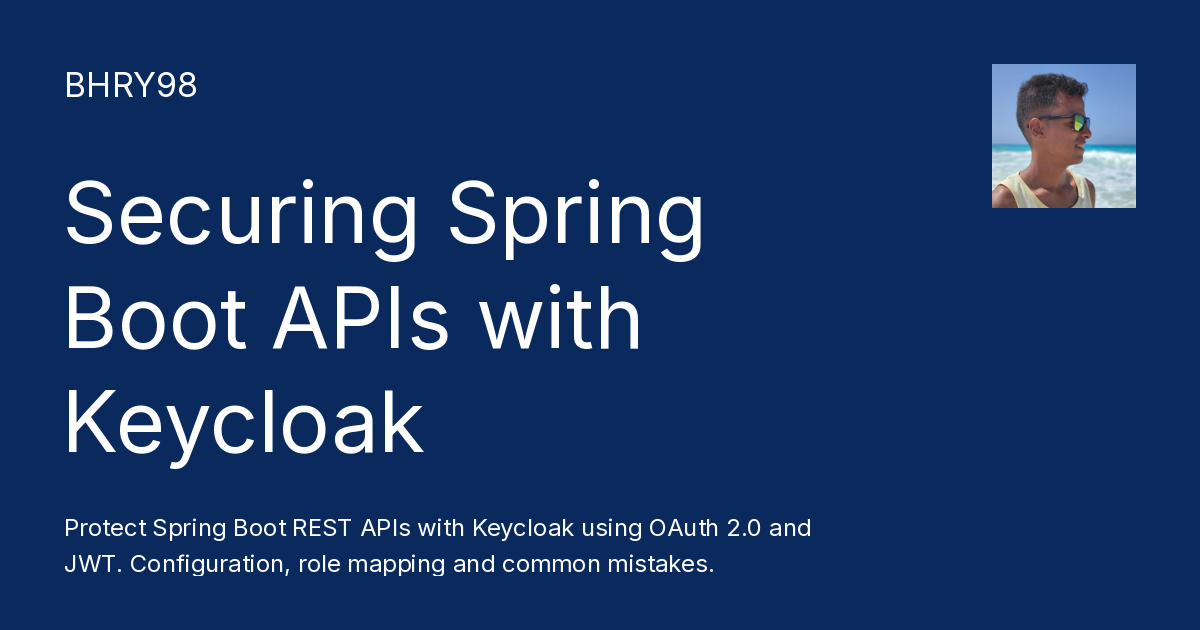 BHRY98
Securing Spring
Boot APIs with
Keycloak
Protect Spring Boot REST APIs with Keycloak using OAuth 2.0 and
JWT. Configuration, role mapping and common mistakes.